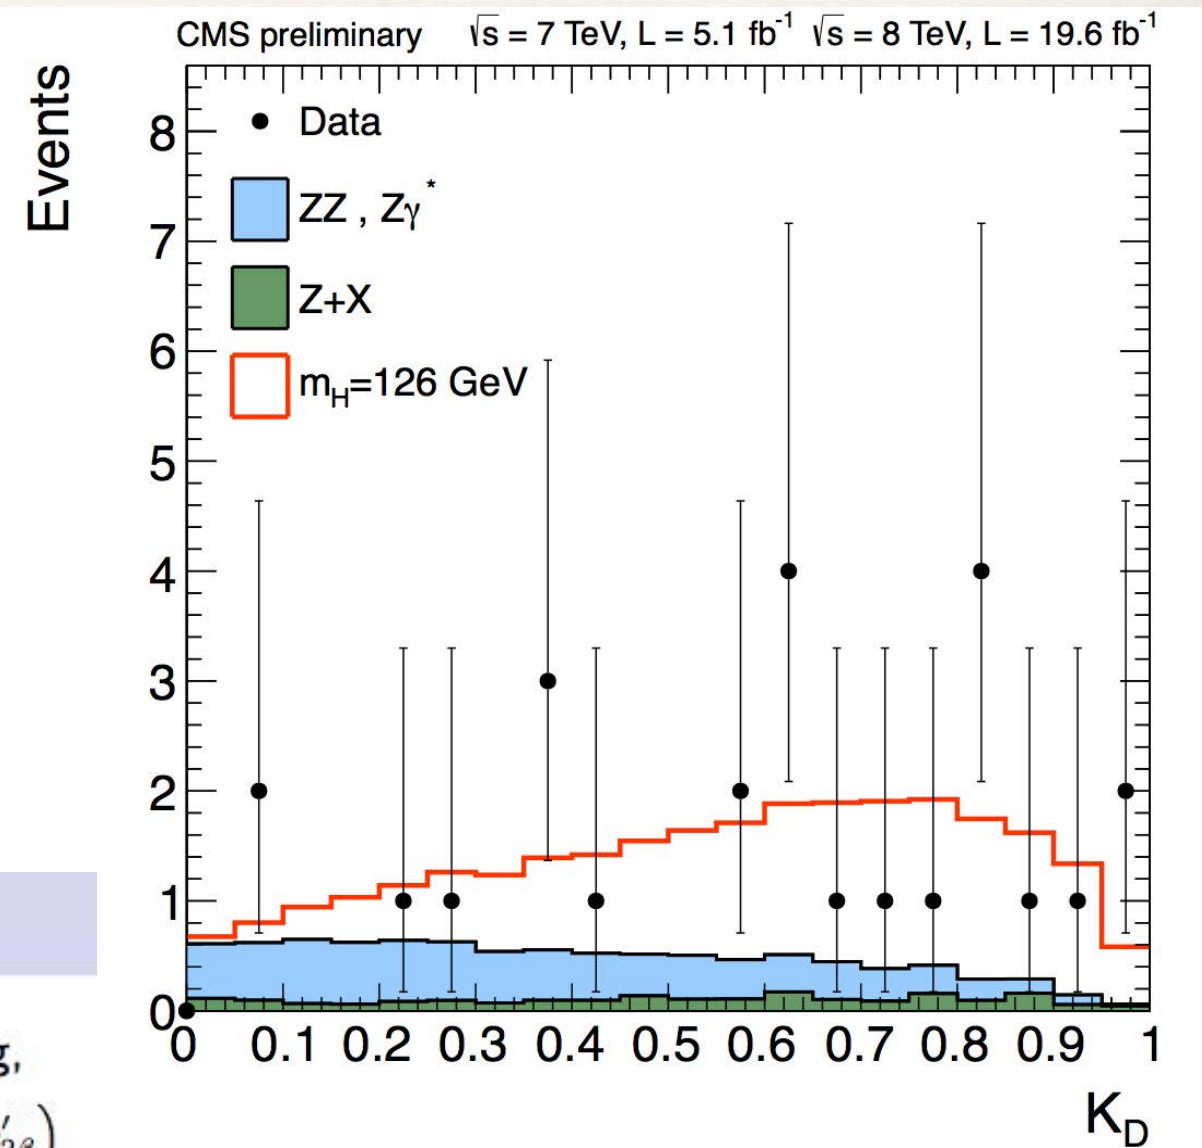 CMS preliminary √s = 7 TeV, L = 5.1 fb⁻¹ √s = 8 TeV, L = 19.6 fb⁻¹
Events
Data
ZZ , Zγ*
Z+X
m_H=126 GeV
8
7
6
5
4
3
2
1
0
0 0.1 0.2 0.3 0.4 0.5 0.6 0.7 0.8 0.9 1
K_D
g,